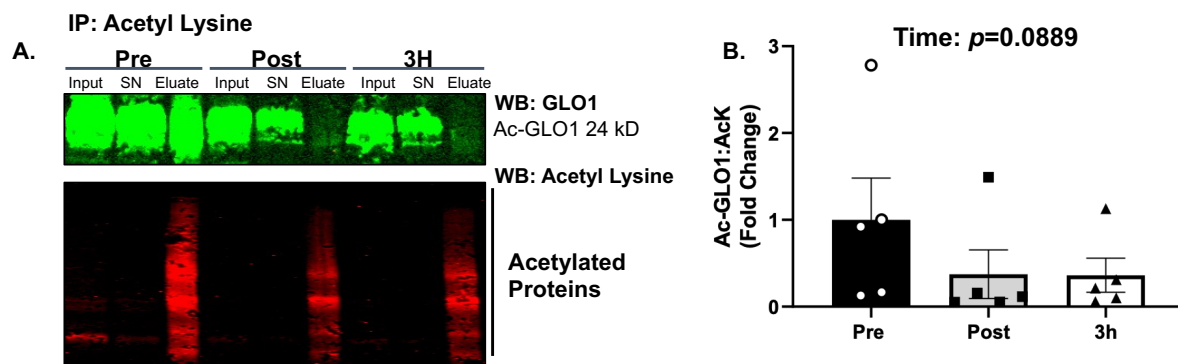 IP: Acetyl Lysine
A.
Pre Post 3H
Input SN Eluate Input SN Eluate Input SN Eluate
WB: GLO1
Ac-GLO1 24 kD
WB: Acetyl Lysine
Acetylated
Proteins
B.
Time: p=0.0889
Ac-GLO1:AcK
(Fold Change)
3
2
1
0
Pre Post 3h